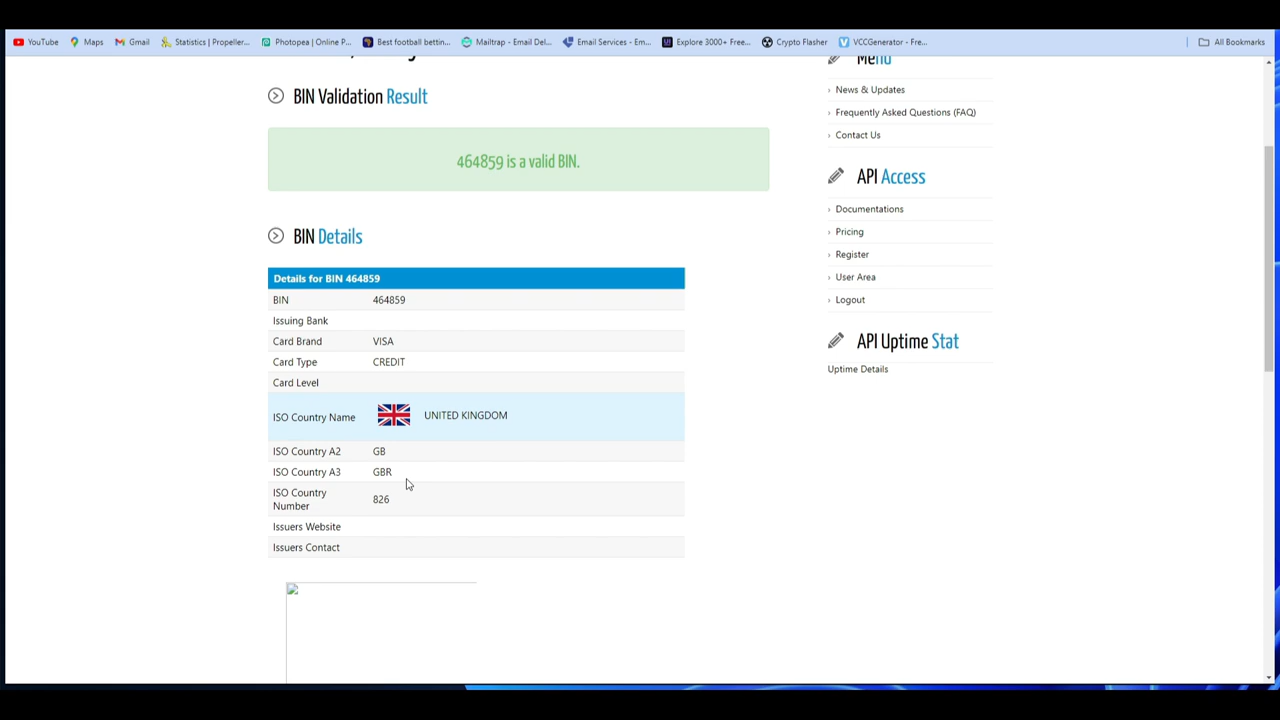 YouTube Maps Gmail Statistics | Propeller... Photopea | Online P... Best football bettin... Mailtrap - Email Del... Email Services - Em... Explore 3000+ Free... Crypto Flasher VCCGenerator - Fre... All Bookmarks
BIN Validation Result
464859 is a valid BIN.
BIN Details
Details for BIN 464859
BIN 464859
Issuing Bank
Card Brand VISA
Card Type CREDIT
Card Level
ISO Country Name UNITED KINGDOM
ISO Country A2 GB
ISO Country A3 GBR
ISO Country
Number 826
Issuers Website
Issuers Contact
Menu
News & Updates
Frequently Asked Questions (FAQ)
Contact Us
API Access
Documentations
Pricing
Register
User Area
Logout
API Uptime Stat
Uptime Details